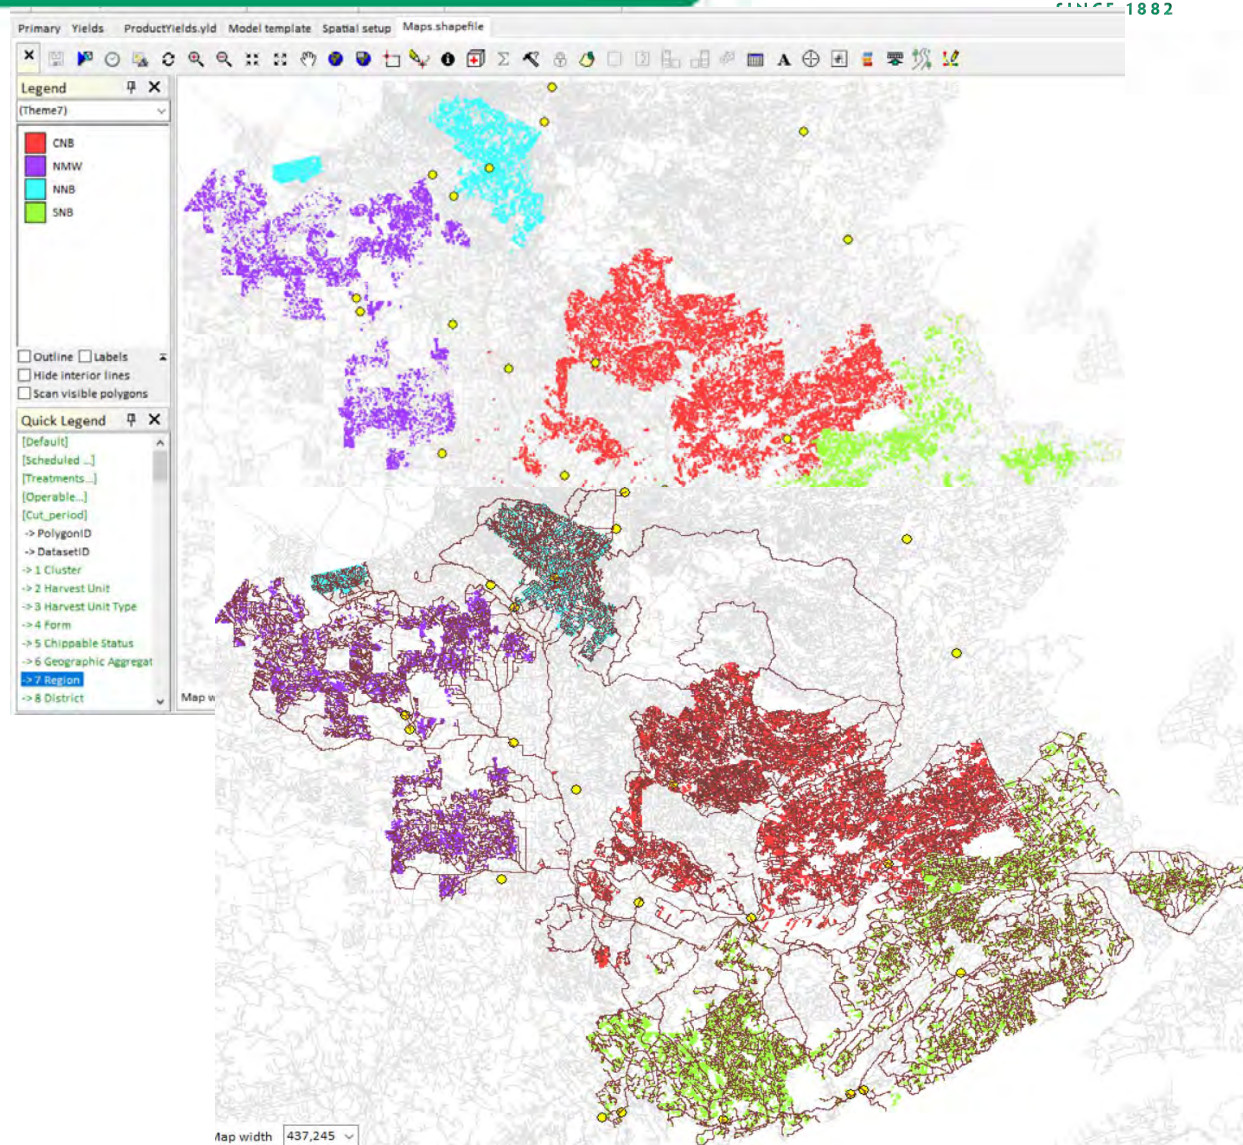 SINCE 1882
Primary Yields ProductYields.yld Model template Spatial setup Maps.shapefile
Legend
(Theme7)
CNB
NMW
NNB
SNB
Outline Labels
Hide interior lines
Scan visible polygons
Quick Legend
[Default]
[Scheduled ...]
[Treatments...]
[Operable...]
[Cut_period]
-> PolygonID
-> DatasetID
-> 1 Cluster
-> 2 Harvest Unit
-> 3 Harvest Unit Type
-> 4 Form
-> 5 Chippable Status
-> 6 Geographic Aggregat
-> 7 Region
-> 8 District
Map w
Map width 437,245